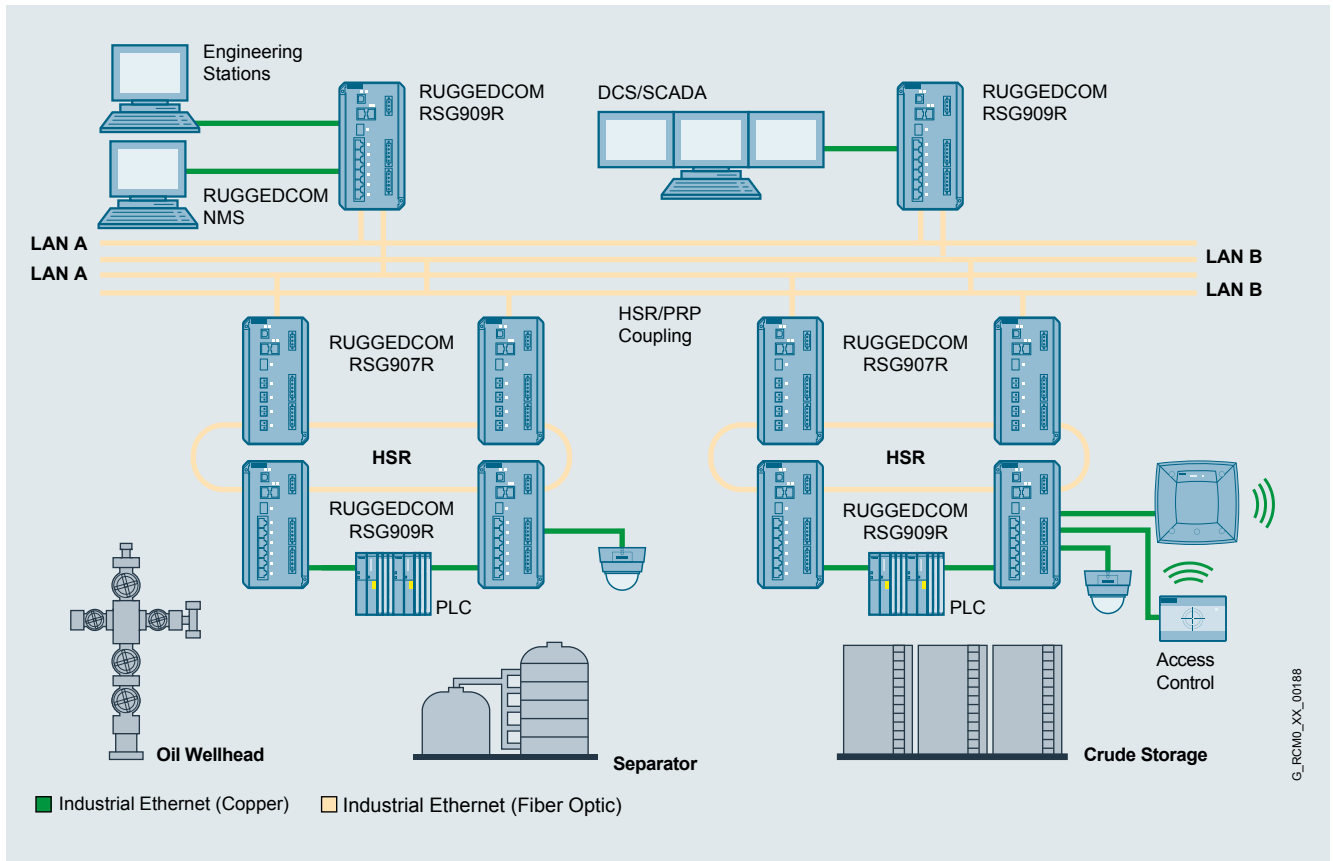 Engineering
Stations
RUGGEDCOM
RSG909R
DCS/SCADA
RUGGEDCOM
RSG909R
RUGGEDCOM
NMS
LAN A
LAN B
LAN A
LAN B
HSR/PRP
Coupling
RUGGEDCOM
RSG907R
RUGGEDCOM
RSG907R
HSR
HSR
RUGGEDCOM
RSG909R
RUGGEDCOM
RSG909R
PLC
PLC
Access
Control
Oil Wellhead
Separator
Crude Storage
G_RCM0_XX_00188
Industrial Ethernet (Copper)
Industrial Ethernet (Fiber Optic)